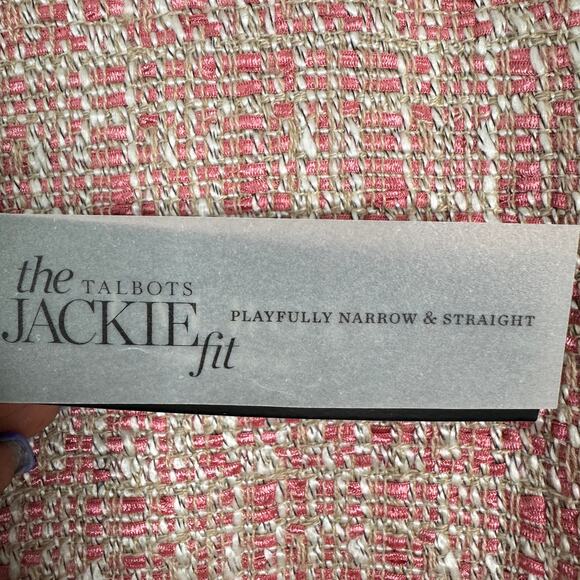 the TALBOTS
JACKIE fit
PLAYFULLY NARROW & STRAIGHT